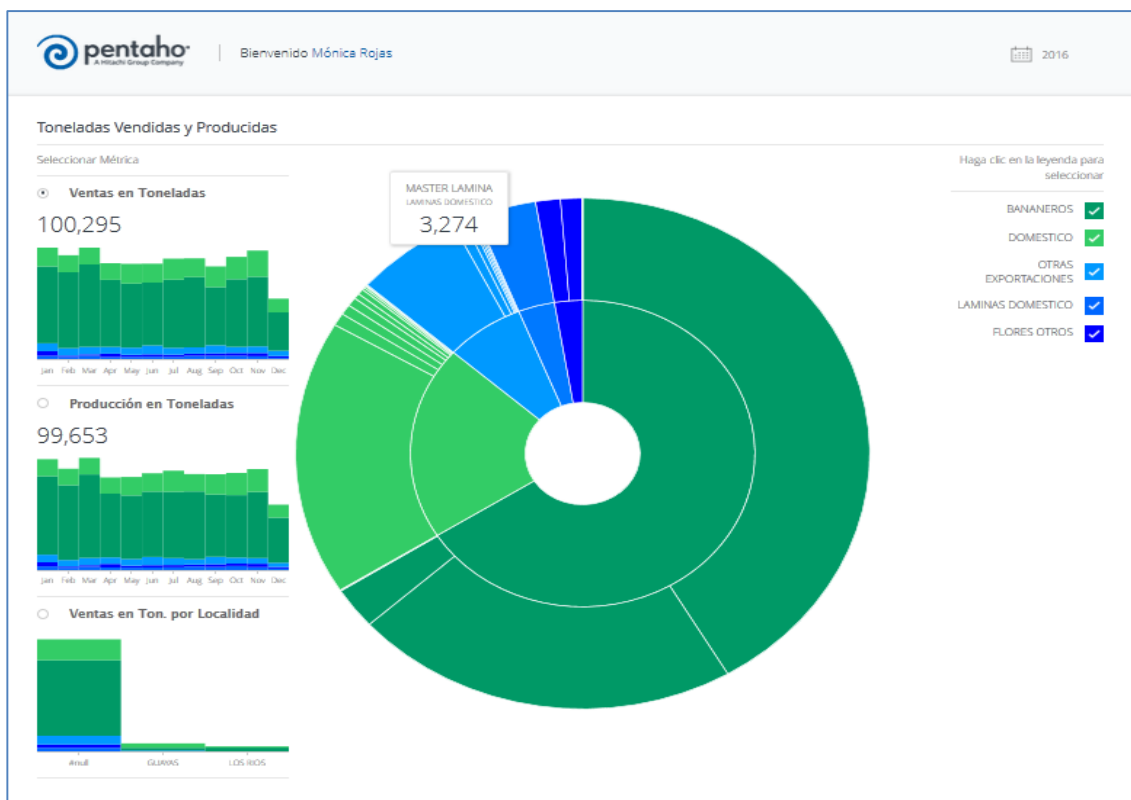 pentaho
A Hitachi Group Company
Bienvenido Mónica Rojas
2016
Toneladas Vendidas y Producidas
Seleccionar Métrica
Haga clic en la leyenda para
seleccionar
Ventas en Toneladas
100,295
Jan Feb Mar Apr May Jun Jul Aug Sep Oct Nov Dec
Producción en Toneladas
99,653
Jan Feb Mar Apr May Jun Jul Aug Sep Oct Nov Dec
Ventas en Ton. por Localidad
#null GUAYAS LOS RIOS
MASTER LAMINA
LAMINAS DOMESTICO
3,274
BANANEROS
DOMESTICO
OTRAS
EXPORTACIONES
LAMINAS DOMESTICO
FLORES OTROS